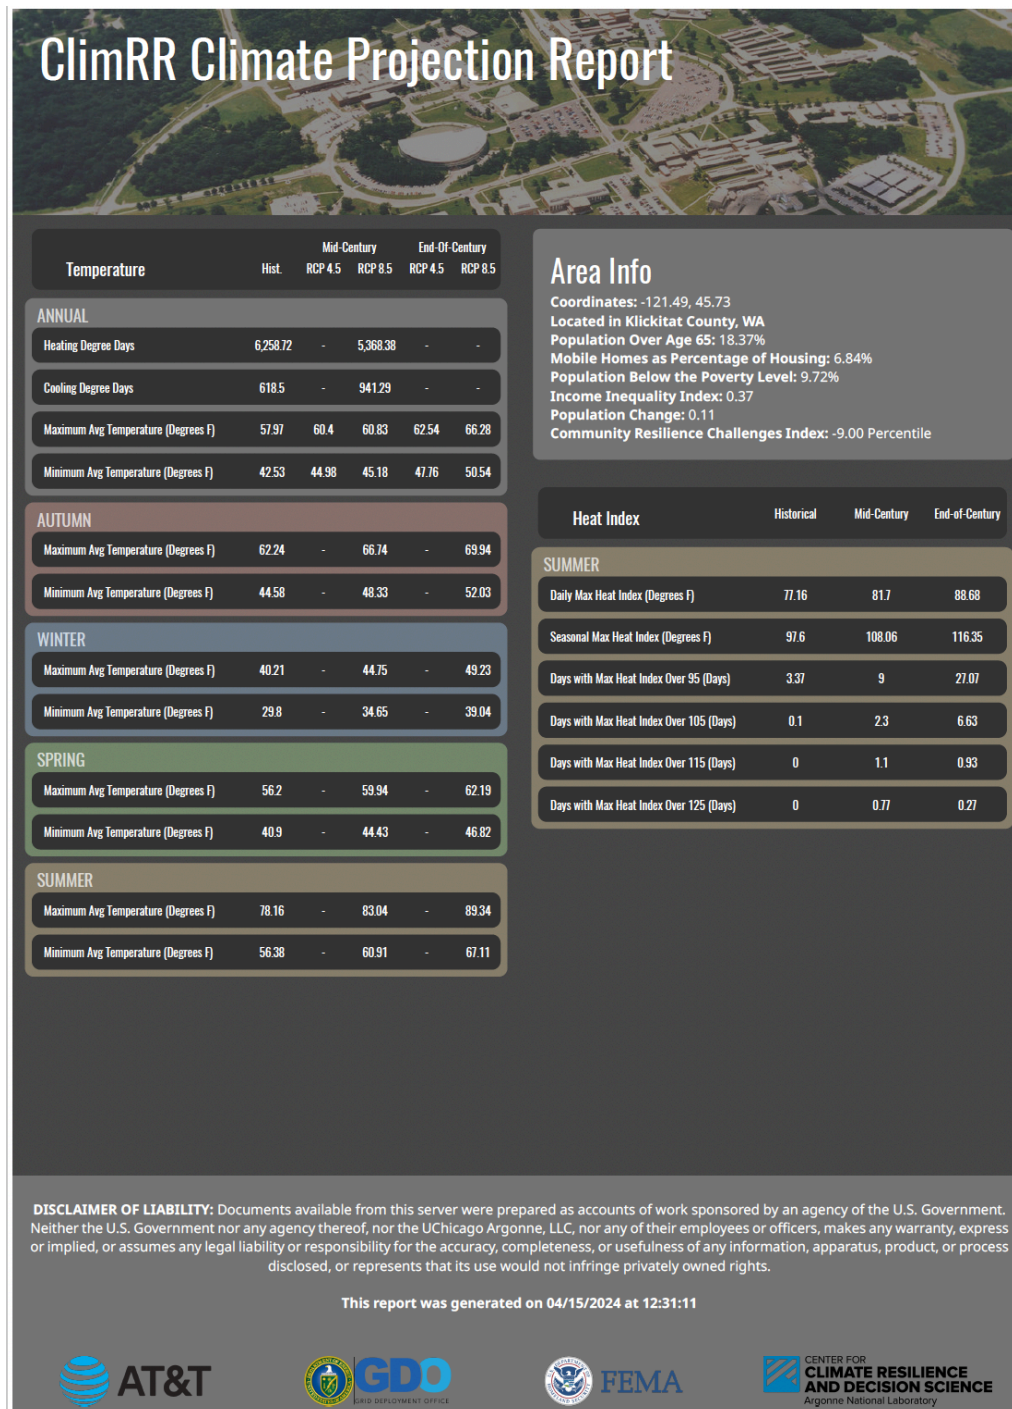 ClimRR Climate Projection Report
Mid-Century End-Of-Century
Temperature Hist. RCP 4.5 RCP 8.5 RCP 4.5 RCP 8.5
ANNUAL
Heating Degree Days 6,258.72 - 5,368.38 - -
Cooling Degree Days 618.5 - 941.29 - -
Maximum Avg Temperature (Degrees F) 57.97 60.4 60.83 62.54 66.28
Minimum Avg Temperature (Degrees F) 42.53 44.98 45.18 47.76 50.54
AUTUMN
Maximum Avg Temperature (Degrees F) 62.24 - 66.74 - 69.94
Minimum Avg Temperature (Degrees F) 44.58 - 48.33 - 52.03
WINTER
Maximum Avg Temperature (Degrees F) 40.21 - 44.75 - 49.23
Minimum Avg Temperature (Degrees F) 29.8 - 34.65 - 39.04
SPRING
Maximum Avg Temperature (Degrees F) 56.2 - 59.94 - 62.19
Minimum Avg Temperature (Degrees F) 40.9 - 44.43 - 46.82
SUMMER
Maximum Avg Temperature (Degrees F) 78.16 - 83.04 - 89.34
Minimum Avg Temperature (Degrees F) 56.38 - 60.91 - 67.11
Area Info
Coordinates: -121.49, 45.73
Located in Klickitat County, WA
Population Over Age 65: 18.37%
Mobile Homes as Percentage of Housing: 6.84%
Population Below the Poverty Level: 9.72%
Income Inequality Index: 0.37
Population Change: 0.11
Community Resilience Challenges Index: -9.00 Percentile
Heat Index Historical Mid-Century End-of-Century
SUMMER
Daily Max Heat Index (Degrees F) 77.16 81.7 88.68
Seasonal Max Heat Index (Degrees F) 97.6 108.06 116.35
Days with Max Heat Index Over 95 (Days) 3.37 9 27.07
Days with Max Heat Index Over 105 (Days) 0.1 2.3 6.63
Days with Max Heat Index Over 115 (Days) 0 1.1 0.93
Days with Max Heat Index Over 125 (Days) 0 0.77 0.27
DISCLAIMER OF LIABILITY: Documents available from this server were prepared as accounts of work sponsored by an agency of the U.S. Government.
Neither the U.S. Government nor any agency thereof, nor the UChicago Argonne, LLC, nor any of their employees or officers, makes any warranty, express
or implied, or assumes any legal liability or responsibility for the accuracy, completeness, or usefulness of any information, apparatus, product, or process
disclosed, or represents that its use would not infringe privately owned rights.
This report was generated on 04/15/2024 at 12:31:11
AT&T
GDO
GRID DEPLOYMENT OFFICE
FEMA
CENTER FOR
CLIMATE RESILIENCE
AND DECISION SCIENCE
Argonne National Laboratory